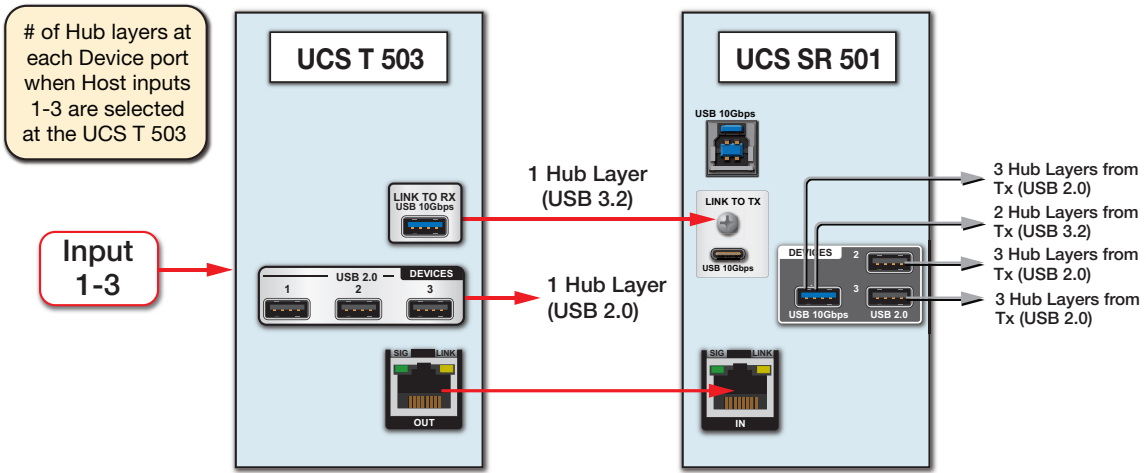 # of Hub layers at
each Device port
when Host inputs
1-3 are selected
at the UCS T 503
UCS T 503
LINK TO RX
USB 10Gbps
USB 2.0
DEVICES
1
2
3
SIG
LINK
OUT
Input
1-3
1 Hub Layer
(USB 3.2)
1 Hub Layer
(USB 2.0)
UCS SR 501
USB 10Gbps
LINK TO TX
USB 10Gbps
DEVICES
2
3
USB 10Gbps
USB 2.0
SIG
LINK
IN
3 Hub Layers from
Tx (USB 2.0)
2 Hub Layers from
Tx (USB 3.2)
3 Hub Layers from
Tx (USB 2.0)
3 Hub Layers from
Tx (USB 2.0)